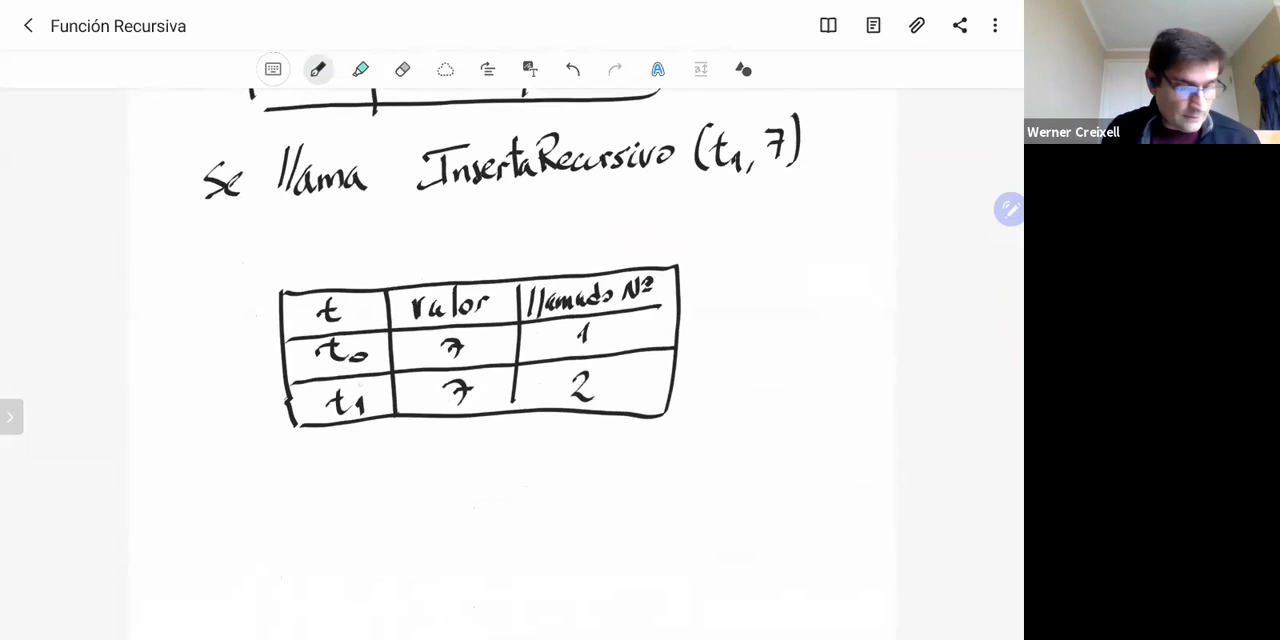 Función Recursiva
Se llama InsertaRecursivo (t1, 7)
Werner Creixell
t valor llamado Nº
t0 7 1
t1 7 2